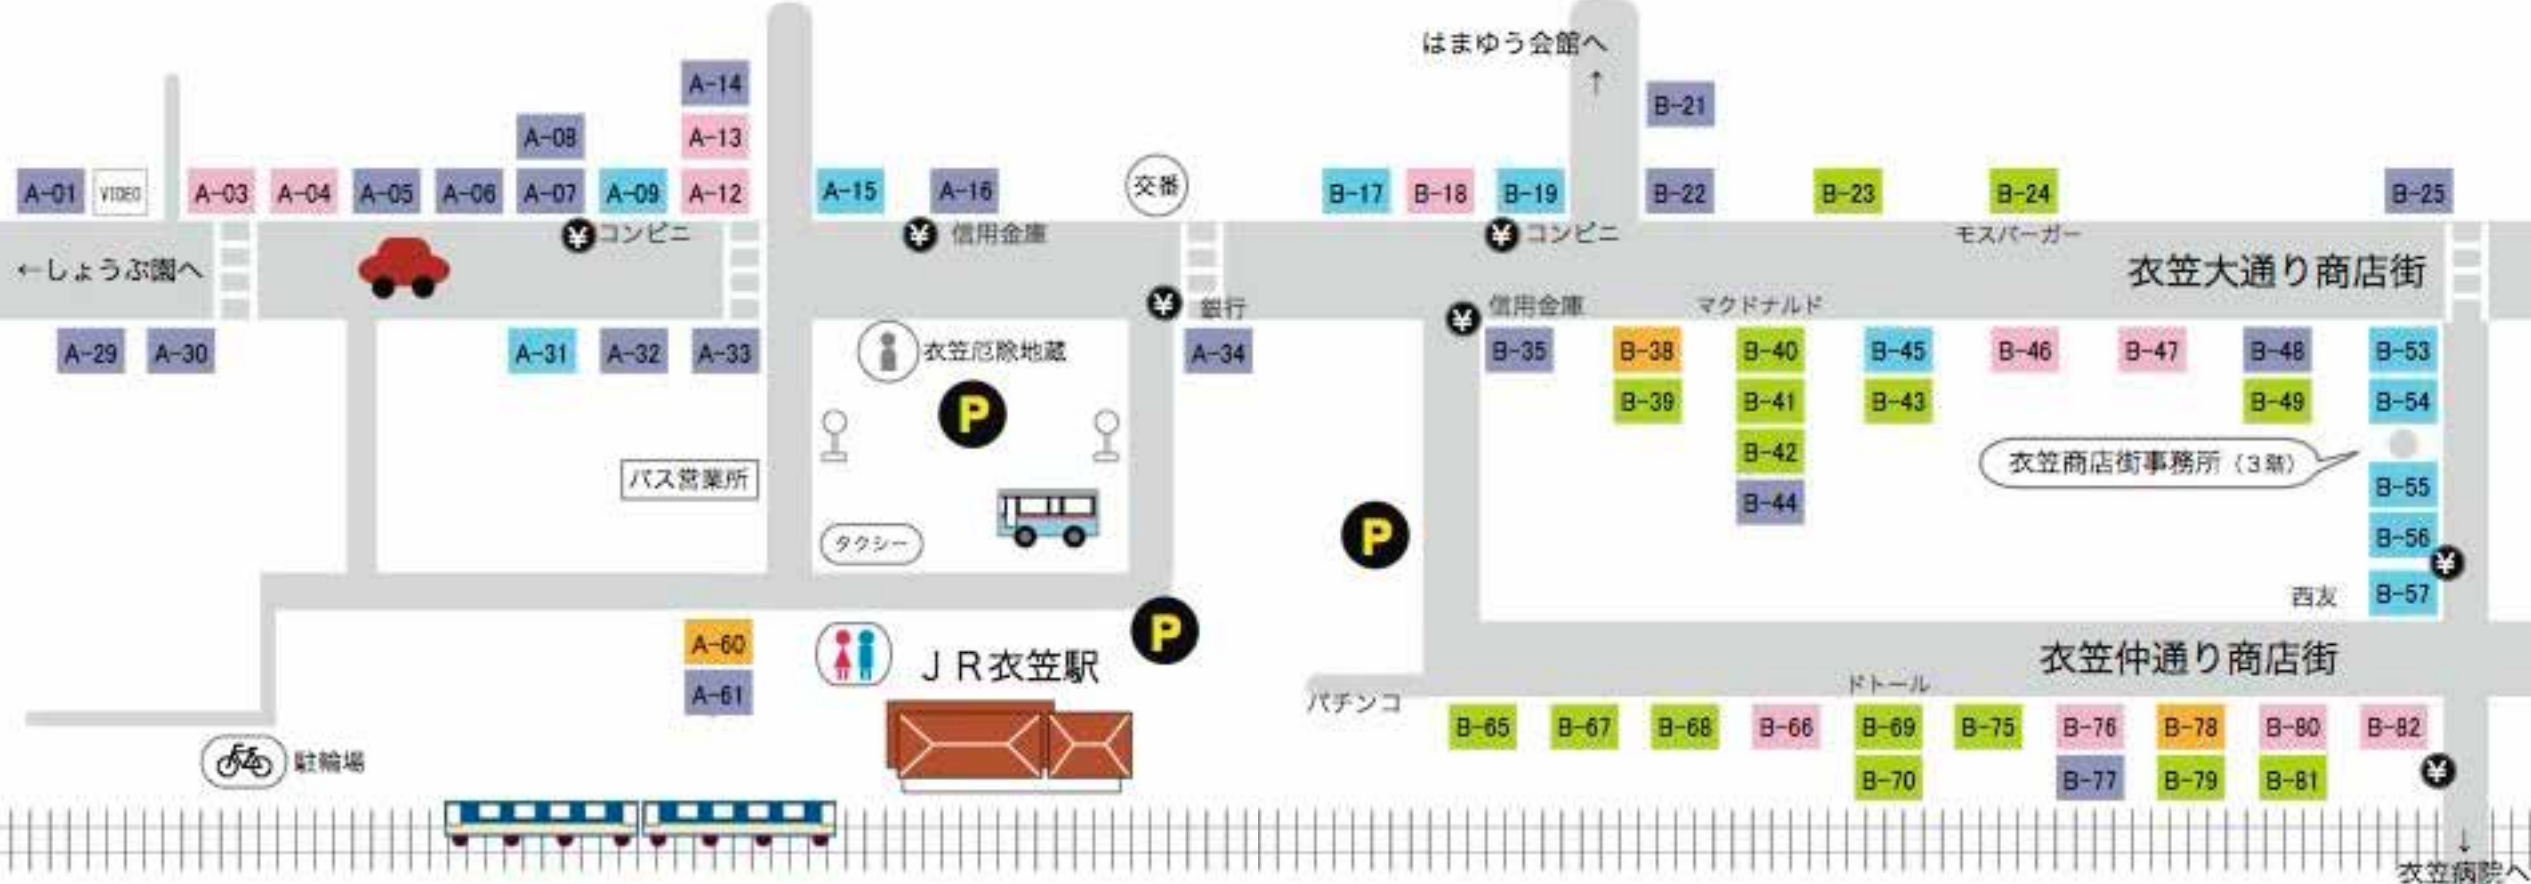 はまゆう会館へ
↑
A-14
B-21
A-08
A-13
A-01
VIDEO
A-03
A-04
A-05
A-06
A-07
A-09
A-12
A-15
A-16
交番
B-17
B-18
B-19
B-22
B-23
B-24
B-25
¥
コンビニ
¥
信用金庫
¥
コンビニ
モスバーガー
←しょうぶ園へ
衣笠大通り商店街
¥
銀行
¥
信用金庫
マクドナルド
A-29
A-30
A-31
A-32
A-33
衣笠厄除地蔵
A-34
B-35
B-38
B-40
B-45
B-46
B-47
B-48
B-53
P
B-39
B-41
B-43
B-49
B-54
B-42
衣笠商店街事務所（3階）
バス営業所
B-44
B-55
P
タクシー
B-56
¥
西友
B-57
A-60
P
JR衣笠駅
衣笠仲通り商店街
A-61
パチンコ
ドトール
B-65
B-67
B-68
B-66
B-69
B-75
B-76
B-78
B-80
B-82
駐輪場
B-70
B-77
B-79
B-81
¥
↓
衣笠病院へ